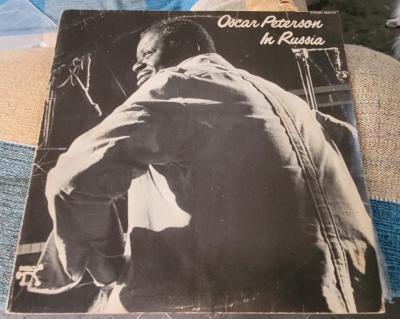 Oscar Peterson
In Russia